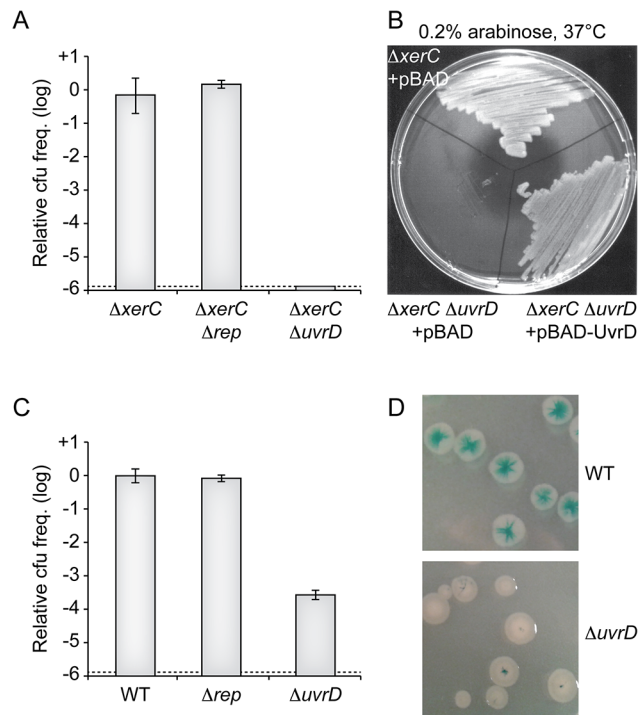 A
Relative cfu freq. (log)
+1
0
-1
-2
-3
-4
-5
-6
ΔxerC
ΔxerC
Δrep
ΔxerC
ΔuvrD
B
0.2% arabinose, 37°C
ΔxerC
+pBAD
ΔxerC ΔuvrD
+pBAD
ΔxerC ΔuvrD
+pBAD-UvrD
C
Relative cfu freq. (log)
+1
0
-1
-2
-3
-4
-5
-6
WT
Δrep
ΔuvrD
D
WT
ΔuvrD